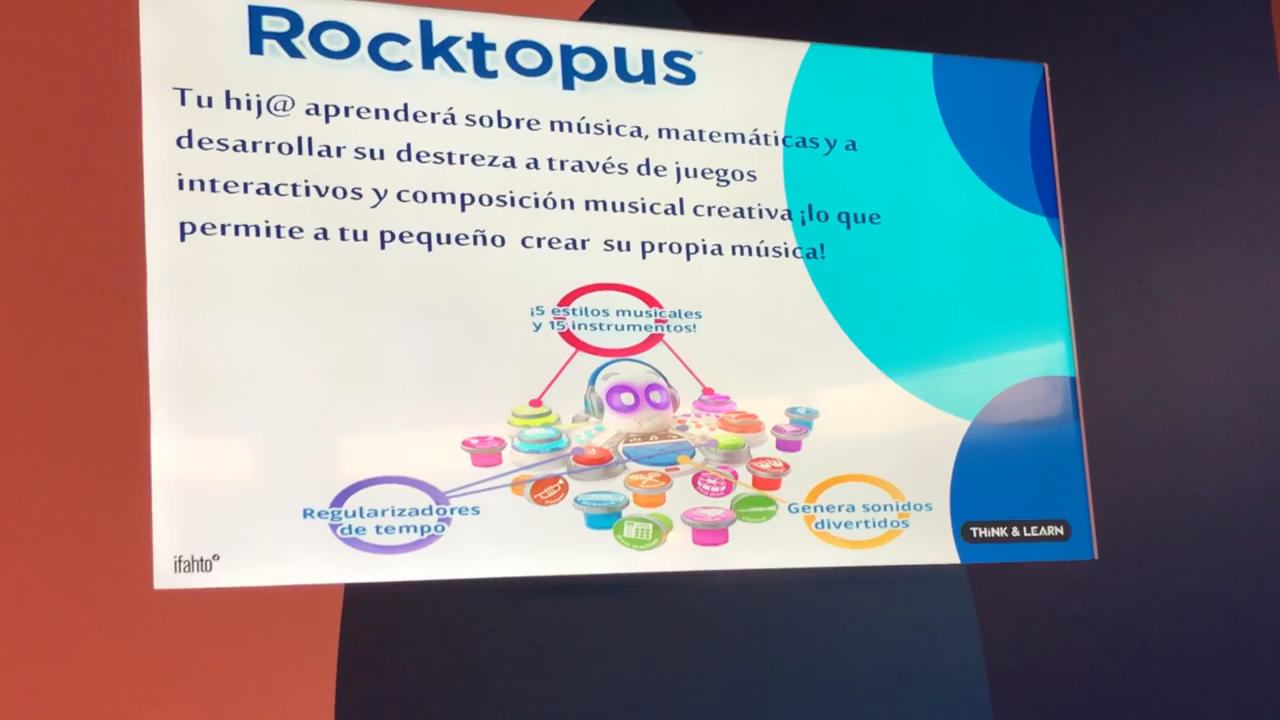 Rocktopus™
Tu hij@ aprenderá sobre música, matemáticas y a
desarrollar su destreza a través de juegos
interactivos y composición musical creativa ¡lo que
permite a tu pequeño crear su propia música!
¡5 estilos musicales
y 15 instrumentos!
Regularizadores
de tempo
Genera sonidos
divertidos
THiNK & LEARN
ifahto